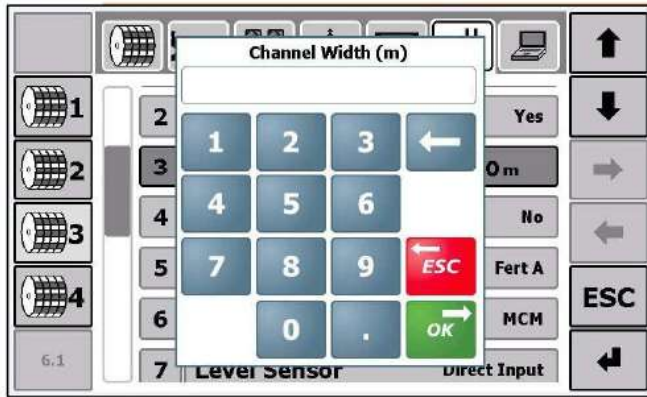 Channel Width (m)
1
2
Yes
1 2 3
2
3
0 m
3
4
No
4 5 6
5
Fert A
7 8 9 ESC
4
6
MCM
ESC
0 . OK
6.1
7 Level Sensor Direct Input